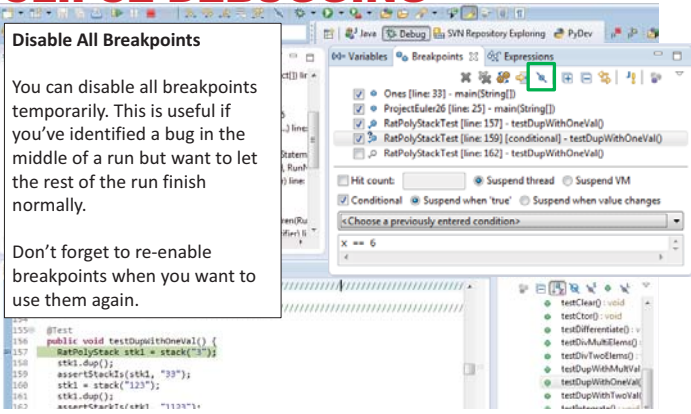 ECLIPSE DEBUGGING
Java Debug SVN Repository Exploring PyDev
Disable All Breakpoints
You can disable all breakpoints
temporarily. This is useful if
you've identified a bug in the
middle of a run but want to let
the rest of the run finish
normally.
Don't forget to re-enable
breakpoints when you want to
use them again.
(x)= Variables Breakpoints Expressions
Ones [line: 33] - main(String[])
ProjectEuler26 [line: 25] - main(String[])
RatPolyStackTest [line: 157] - testDupWithOneVal()
RatPolyStackTest [line: 159] [conditional] - testDupWithOneVal()
RatPolyStackTest [line: 162] - testDupWithOneVal()
Hit count: Suspend thread Suspend VM
Conditional Suspend when 'true' Suspend when value changes
<Choose a previously entered condition>
x == 6
154
155 @Test
156 public void testDupWithOneVal() {
157 RatPolyStack stk1 = stack("3");
158 stk1.dup();
159 assertStackIs(stk1, "33");
160 stk1 = stack("123");
161 stk1.dup();
162 assertStackIs(stk1, "1123");
testClear() : void
testCtor() : void
testDifferentiate() : v
testDivMultiElems() :
testDivTwoElems() :
testDupWithMultVal
testDupWithOneVal(
testDupWithTwoVal(
testIntegrate() : void